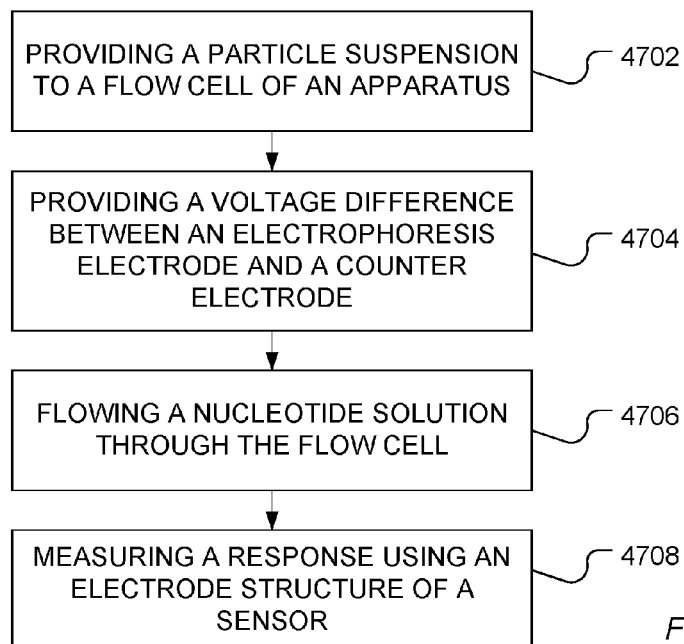 PROVIDING A PARTICLE SUSPENSION
TO A FLOW CELL OF AN APPARATUS
4702
PROVIDING A VOLTAGE DIFFERENCE
BETWEEN AN ELECTROPHORESIS
ELECTRODE AND A COUNTER
ELECTRODE
4704
FLOWING A NUCLEOTIDE SOLUTION
THROUGH THE FLOW CELL
4706
MEASURING A RESPONSE USING AN
ELECTRODE STRUCTURE OF A
SENSOR
4708
F